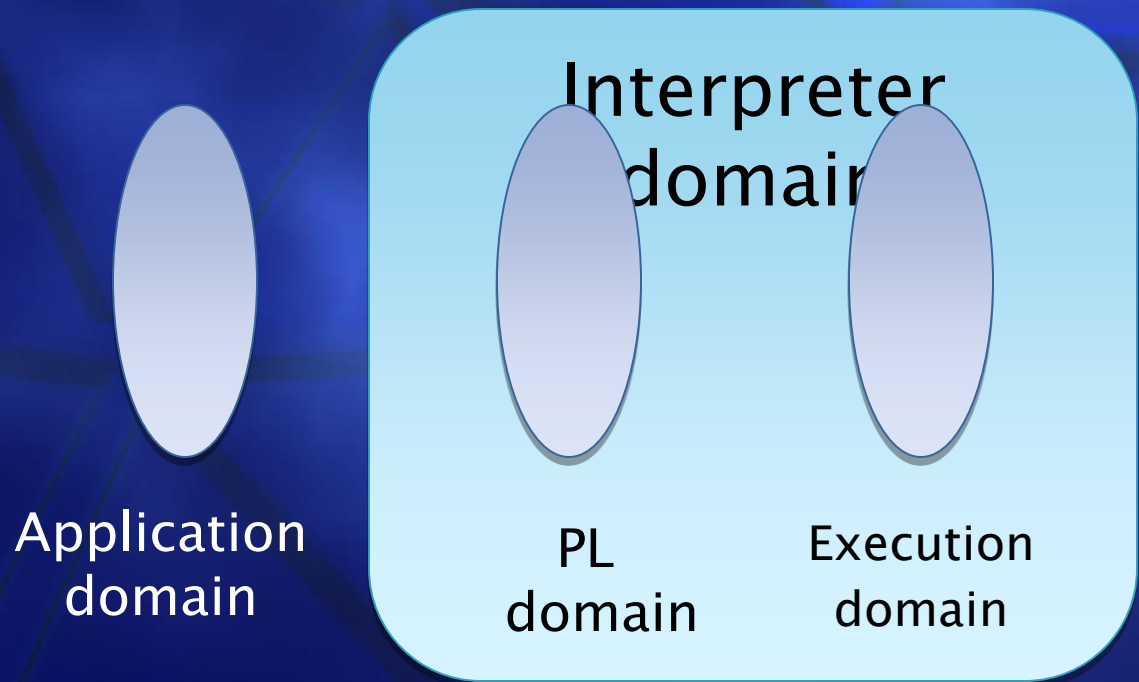 Interpreter
domain
Application
domain
PL
domain
Execution
domain